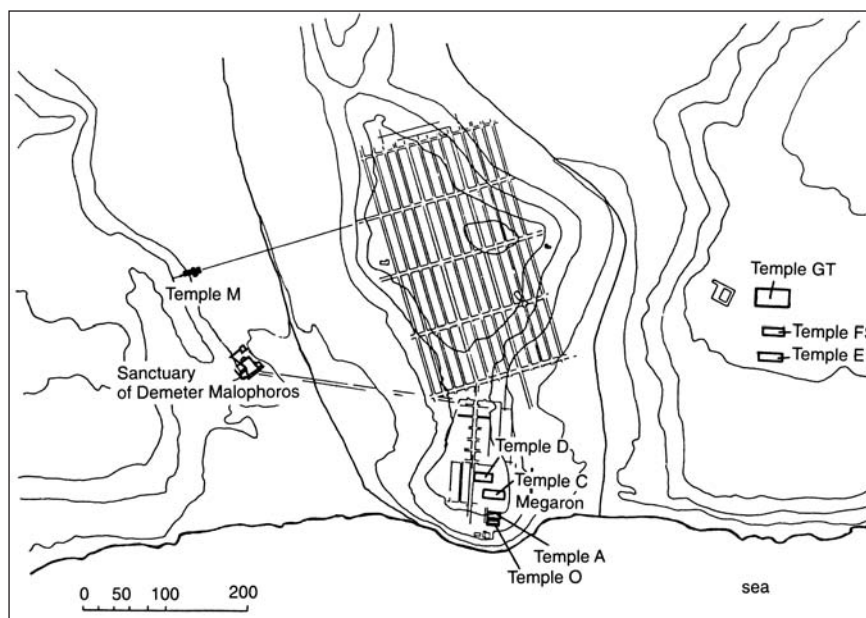 Temple GT
Temple M
Temple FS
Temple E
Sanctuary
of Demeter Malophoros
Temple D
Temple C
Megaron
Temple A
Temple O
0 50 100 200
sea